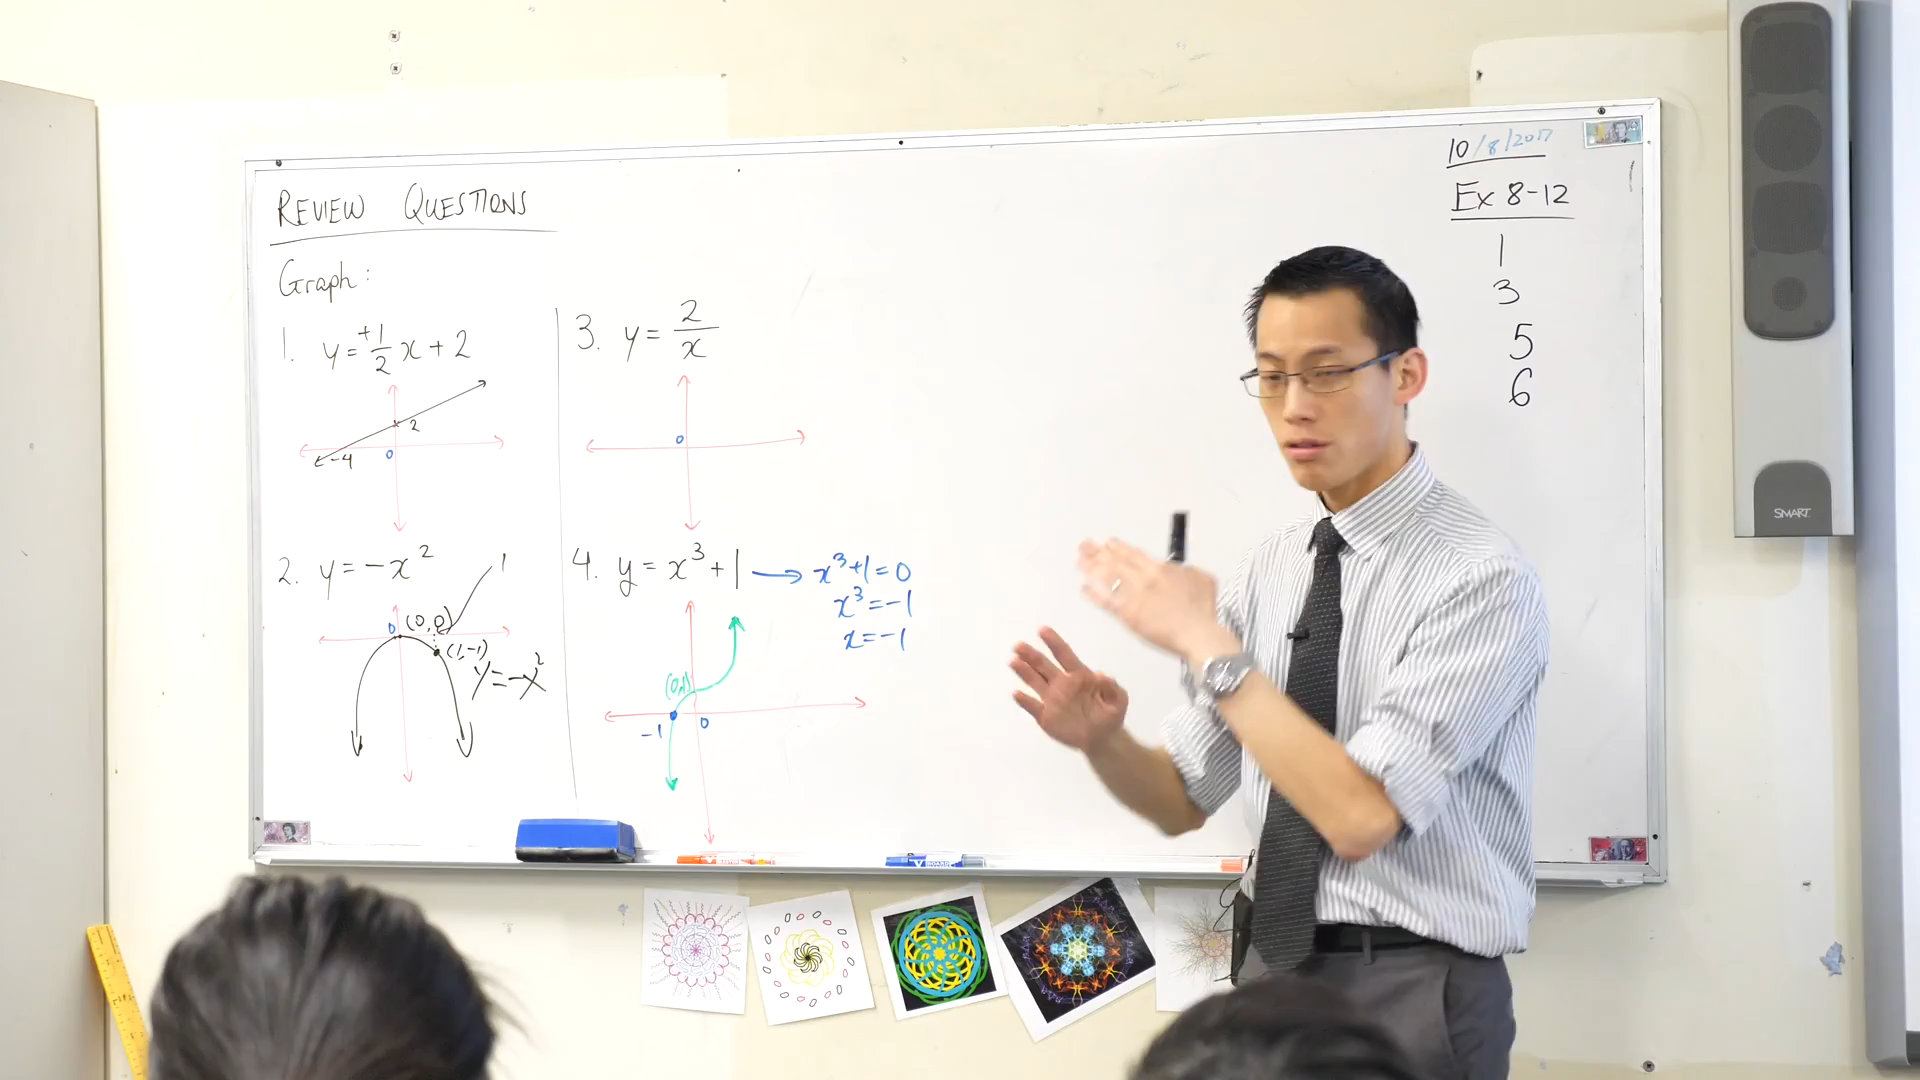 REVIEW QUESTIONS
Graph:
1. y = +1/2 x + 2
2
0
-4
2. y = -x²
1
0 (0,0)
(1,-1)
y=-x²
3. y = 2/x
0
4. y = x³ + 1 → x³+1=0
x³=-1
x=-1
(0,1)
-1 0
10/8/2017
Ex 8-12
1
3
5
6
SMART